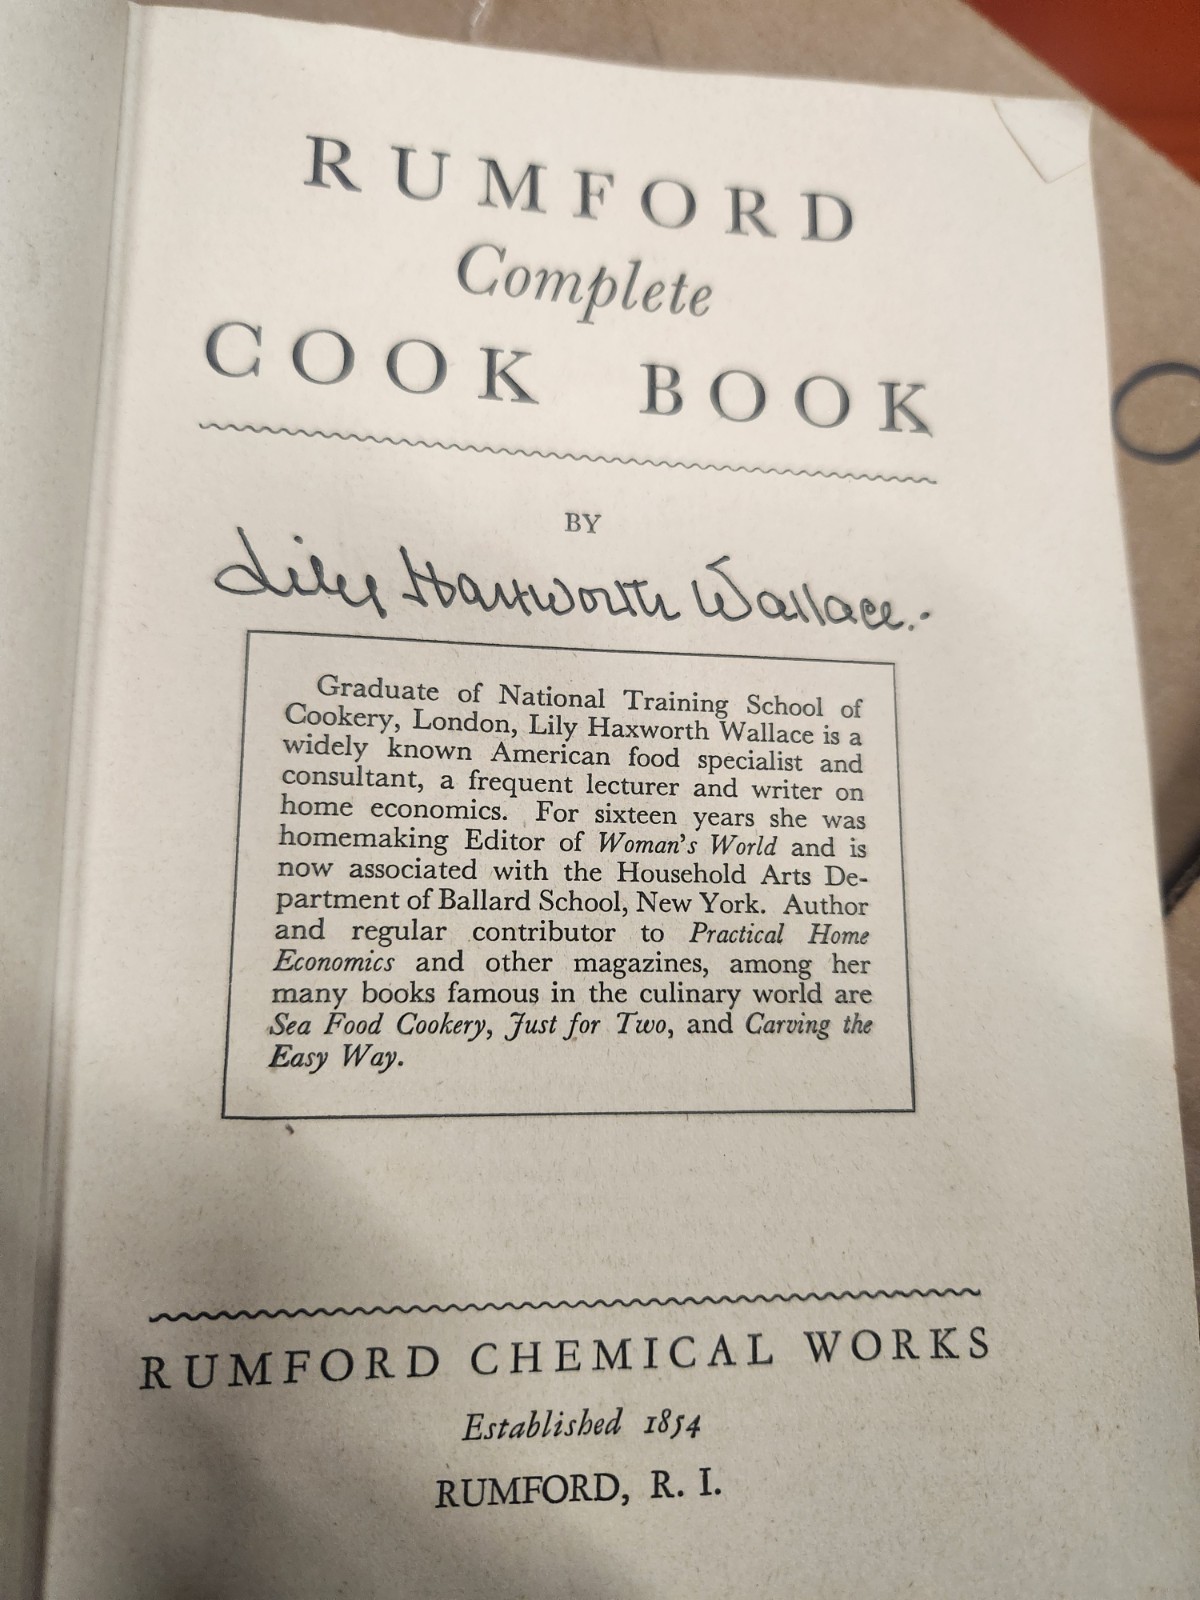 RUMFORD
Complete
COOK BOOK
BY
Lily Haxworth Wallace.-
Graduate of National Training School of
Cookery, London, Lily Haxworth Wallace is a
widely known American food specialist and
consultant, a frequent lecturer and writer on
home economics. For sixteen years she was
homemaking Editor of Woman's World and is
now associated with the Household Arts De-
partment of Ballard School, New York. Author
and regular contributor to Practical Home
Economics and other magazines, among her
many books famous in the culinary world are
Sea Food Cookery, Just for Two, and Carving the
Easy Way.
RUMFORD CHEMICAL WORKS
Established 1854
RUMFORD, R. I.